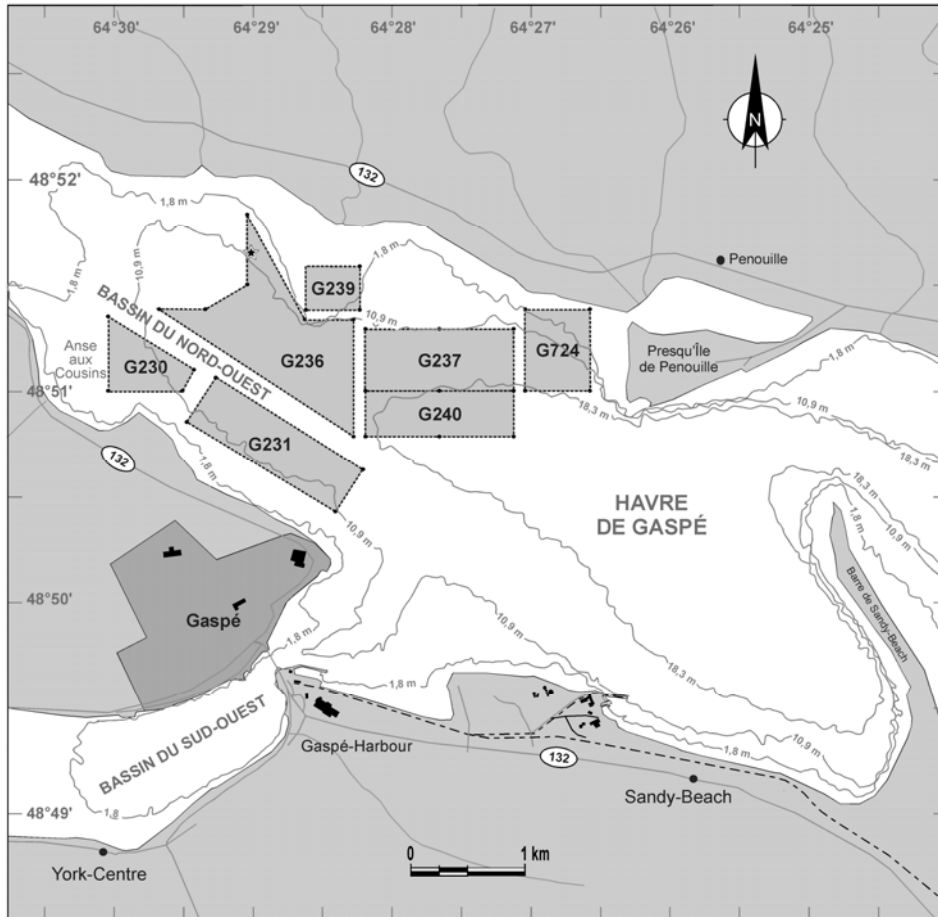 64°30'
64°29'
64°28'
64°27'
64°26'
64°25'
N
132
48°52'
1,8 m
1,8 m
Penouille
1,8 m
10,9 m
G239
BASSIN DU NORD-OUEST
10,9 m
Anse
aux
Cousins
G230
G236
G237
G724
Presqu'Île
de Penouille
1,8 m
48°51'
10,9 m
G240
18,3 m
18,3 m
G231
132
1,8 m
HAVRE
DE GASPÉ
18,3 m
10,9 m
1,8 m
10,9 m
48°50'
Gaspé
10,9 m
Barre de Sandy-Beach
1,8 m
18,3 m
1,8 m
BASSIN DU SUD-OUEST
Gaspé-Harbour
10,9 m
1,8 m
132
Sandy-Beach
48°49'
1,8
York-Centre
0
1 km